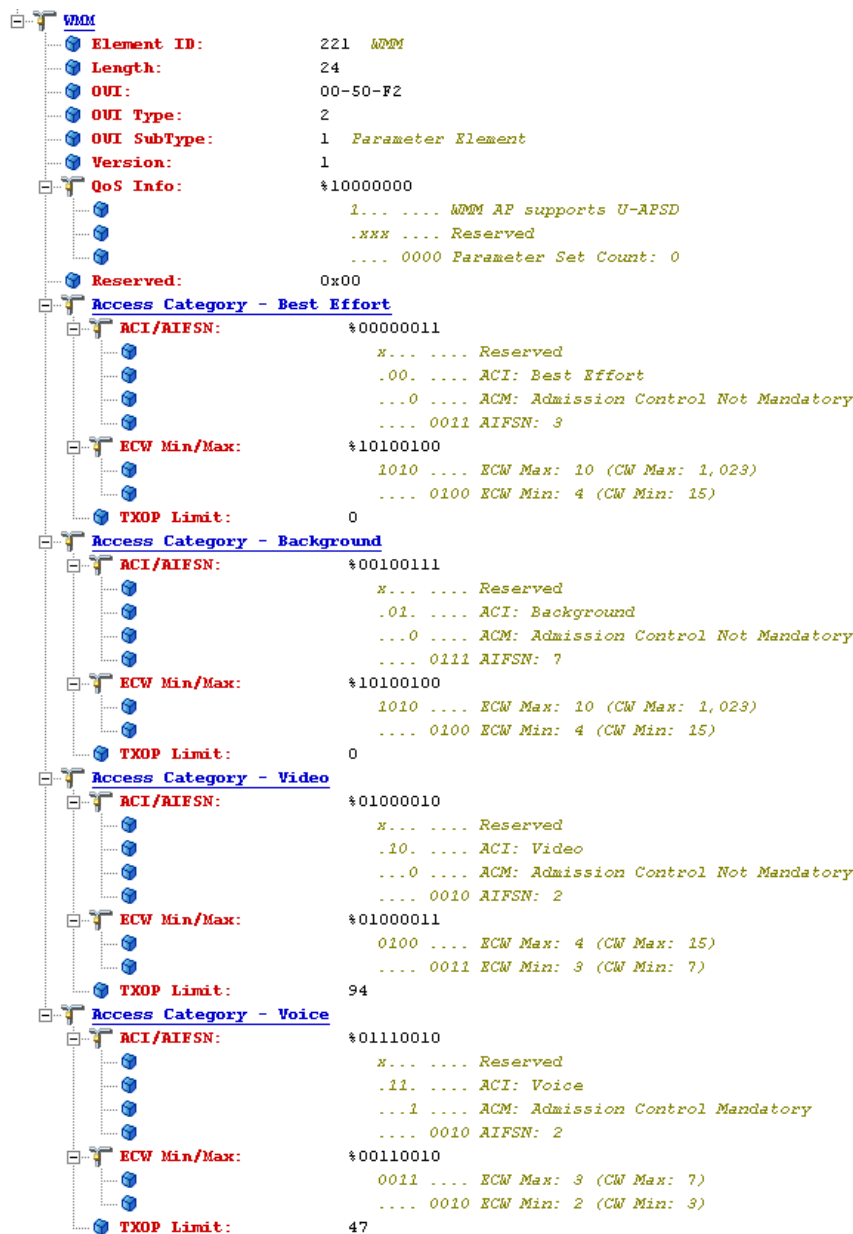 WMM
Element ID: 221 WMM
Length: 24
OUI: 00-50-F2
OUI Type: 2
OUI SubType: 1 Parameter Element
Version: 1
QoS Info: %10000000
1... .... WMM AP supports U-APSD
.xxx .... Reserved
.... 0000 Parameter Set Count: 0
Reserved: 0x00
Access Category - Best Effort
ACI/AIFSN: %00000011
x... .... Reserved
.00. .... ACI: Best Effort
...0 .... ACM: Admission Control Not Mandatory
.... 0011 AIFSN: 3
ECW Min/Max: %10100100
1010 .... ECW Max: 10 (CW Max: 1,023)
.... 0100 ECW Min: 4 (CW Min: 15)
TXOP Limit: 0
Access Category - Background
ACI/AIFSN: %00100111
x... .... Reserved
.01. .... ACI: Background
...0 .... ACM: Admission Control Not Mandatory
.... 0111 AIFSN: 7
ECW Min/Max: %10100100
1010 .... ECW Max: 10 (CW Max: 1,023)
.... 0100 ECW Min: 4 (CW Min: 15)
TXOP Limit: 0
Access Category - Video
ACI/AIFSN: %01000010
x... .... Reserved
.10. .... ACI: Video
...0 .... ACM: Admission Control Not Mandatory
.... 0010 AIFSN: 2
ECW Min/Max: %01000011
0100 .... ECW Max: 4 (CW Max: 15)
.... 0011 ECW Min: 3 (CW Min: 7)
TXOP Limit: 94
Access Category - Voice
ACI/AIFSN: %01110010
x... .... Reserved
.11. .... ACI: Voice
...1 .... ACM: Admission Control Mandatory
.... 0010 AIFSN: 2
ECW Min/Max: %00110010
0011 .... ECW Max: 3 (CW Max: 7)
.... 0010 ECW Min: 2 (CW Min: 3)
TXOP Limit: 47